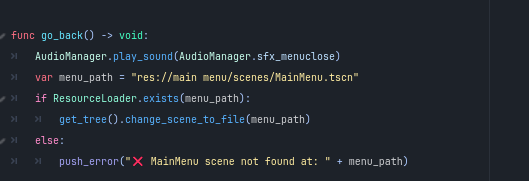 func go_back() -> void:
AudioManager.play_sound(AudioManager.sfx_menuclose)
var menu_path = "res://main menu/scenes/MainMenu.tscn"
if ResourceLoader.exists(menu_path):
get_tree().change_scene_to_file(menu_path)
else:
push_error("❌ MainMenu scene not found at: " + menu_path)